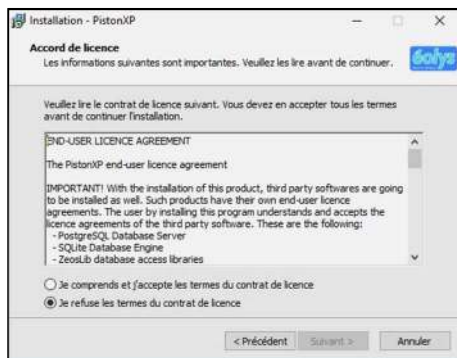 Installation - PistonXP
Accord de licence
Les informations suivantes sont importantes. Veuillez les lire avant de continuer.
éolys
Veuillez lire le contrat de licence suivant. Vous devez en accepter tous les termes
avant de continuer l'installation.
END-USER LICENCE AGREEMENT
The PistonXP end-user licence agreement
IMPORTANT! With the installation of this product, third party softwares are going
to be installed as well. Such products have their own end-user licence
agreements. The user by installing this program understands and accepts the
licence agreements of the third party software. These are the following:
- PostgreSQL Database Server
- SQLite Database Engine
- ZeosLib database access libraries
Je comprends et j'accepte les termes du contrat de licence
Je refuse les termes du contrat de licence
< Précédent
Suivant >
Annuler